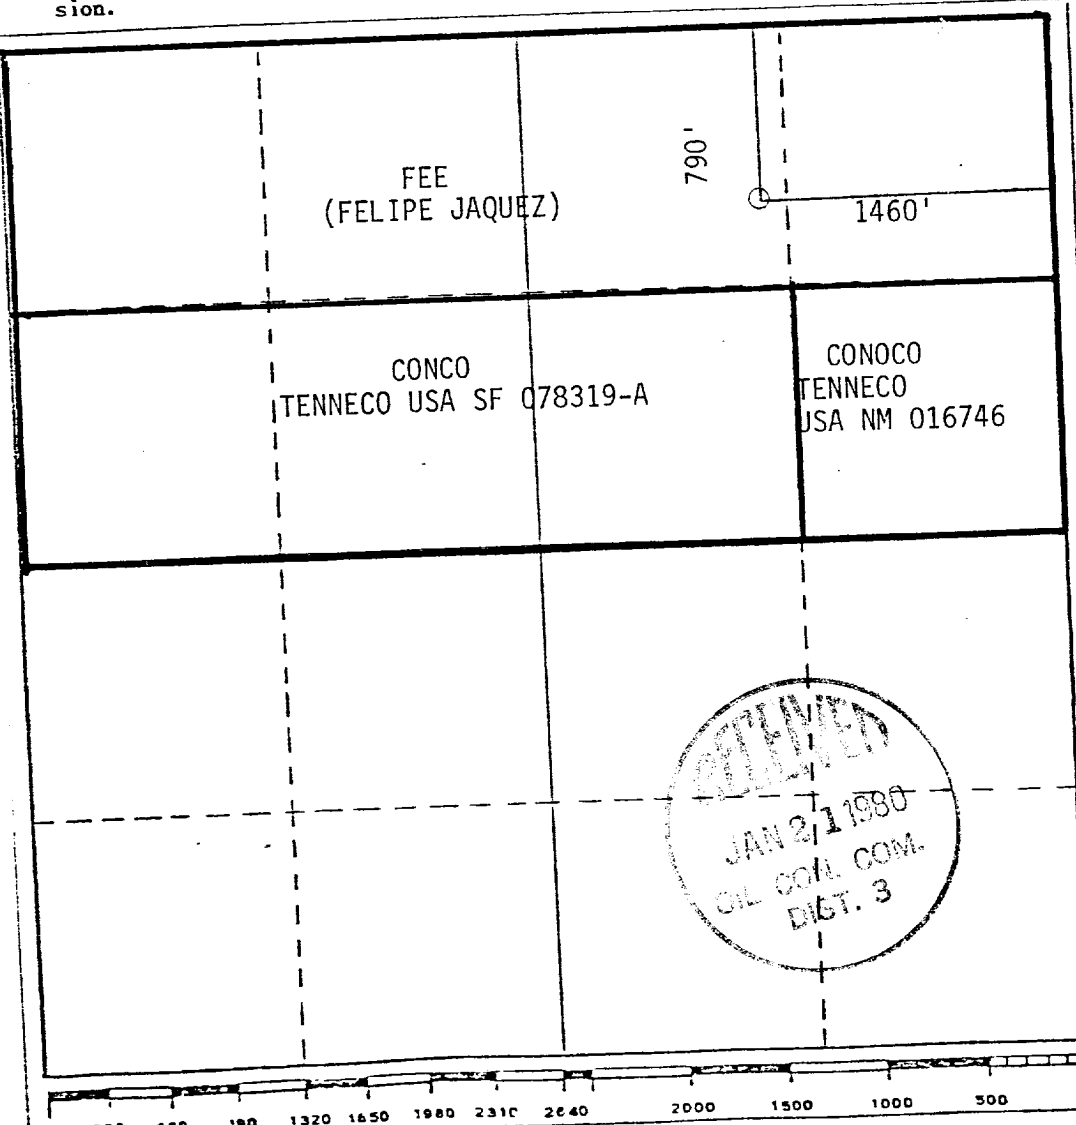 sion.
790'
FEE
(FELIPE JAQUEZ)
1460'
CONCO
TENNECO USA SF 078319-A
CONOCO
TENNECO
USA NM 016746
RECEIVED
JAN 21 1980
OIL CON. COM.
DIST. 3
1320 1650 1980 2310 2640 2000 1500 1000 500